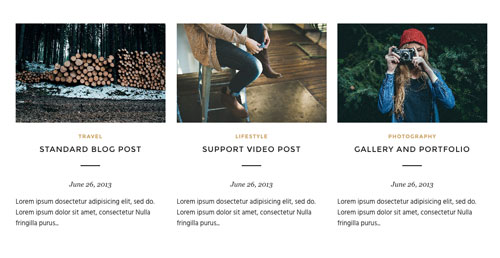 TRAVEL
STANDARD BLOG POST
June 26, 2013
Lorem ipsum dosectetur adipisicing elit, sed do.
Lorem ipsum dolor sit amet, consectetur Nulla
fringilla purus..
LIFESTYLE
SUPPORT VIDEO POST
June 26, 2013
Lorem ipsum dosectetur adipisicing elit, sed do.
Lorem ipsum dolor sit amet, consectetur Nulla
fringilla purus..
PHOTOGRAPHY
GALLERY AND PORTFOLIO
June 26, 2013
Lorem ipsum dosectetur adipisicing elit, sed do.
Lorem ipsum dolor sit amet, consectetur Nulla
fringilla purus..